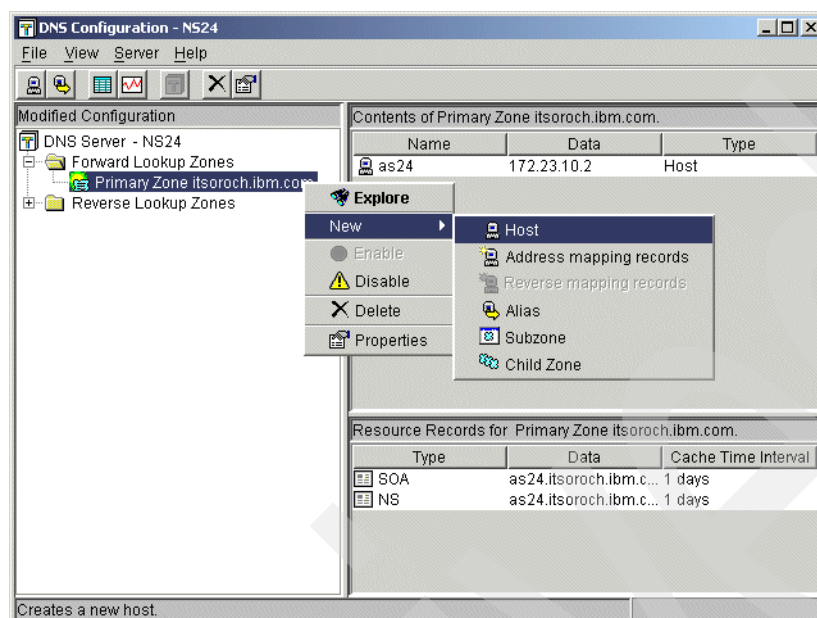 DNS Configuration - NS24
File View Server Help
Modified Configuration
DNS Server - NS24
Forward Lookup Zones
Primary Zone itsoroch.ibm.com
Reverse Lookup Zones
Contents of Primary Zone itsoroch.ibm.com.
Name Data Type
as24 172.23.10.2 Host
Explore
New
Enable
Disable
Delete
Properties
Host
Address mapping records
Reverse mapping records
Alias
Subzone
Child Zone
Resource Records for Primary Zone itsoroch.ibm.com.
Type Data Cache Time Interval
SOA as24.itsoroch.ibm.c... 1 days
NS as24.itsoroch.ibm.c... 1 days
Creates a new host.